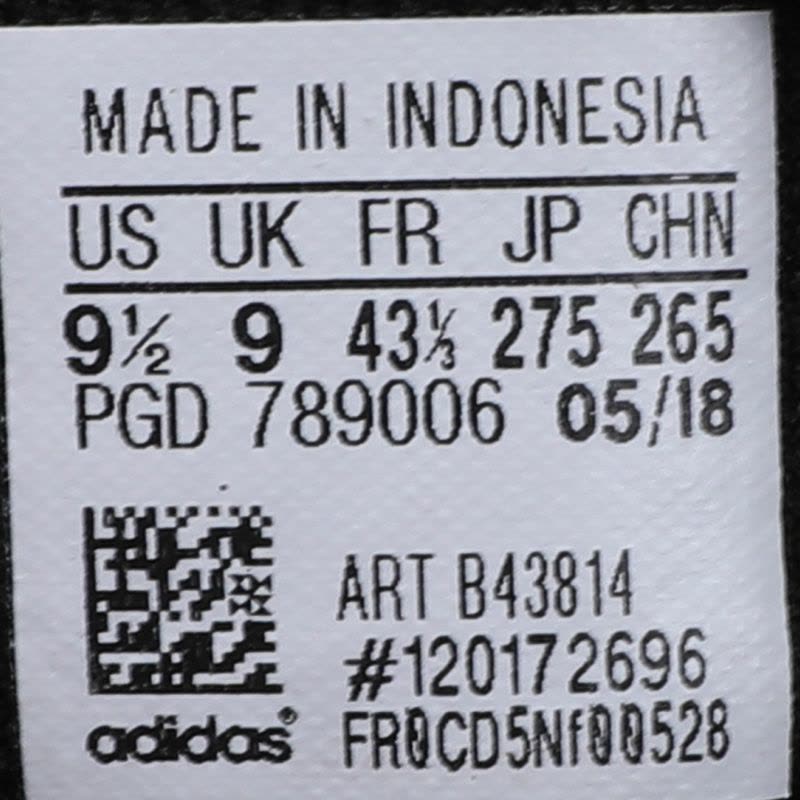 MADE IN INDONESIA
US UK FR JP CHN
9½ 9 43⅓ 275 265
PGD 789006 05/18
ART B43814
#120172696
adidas® FR0CD5Nf00528